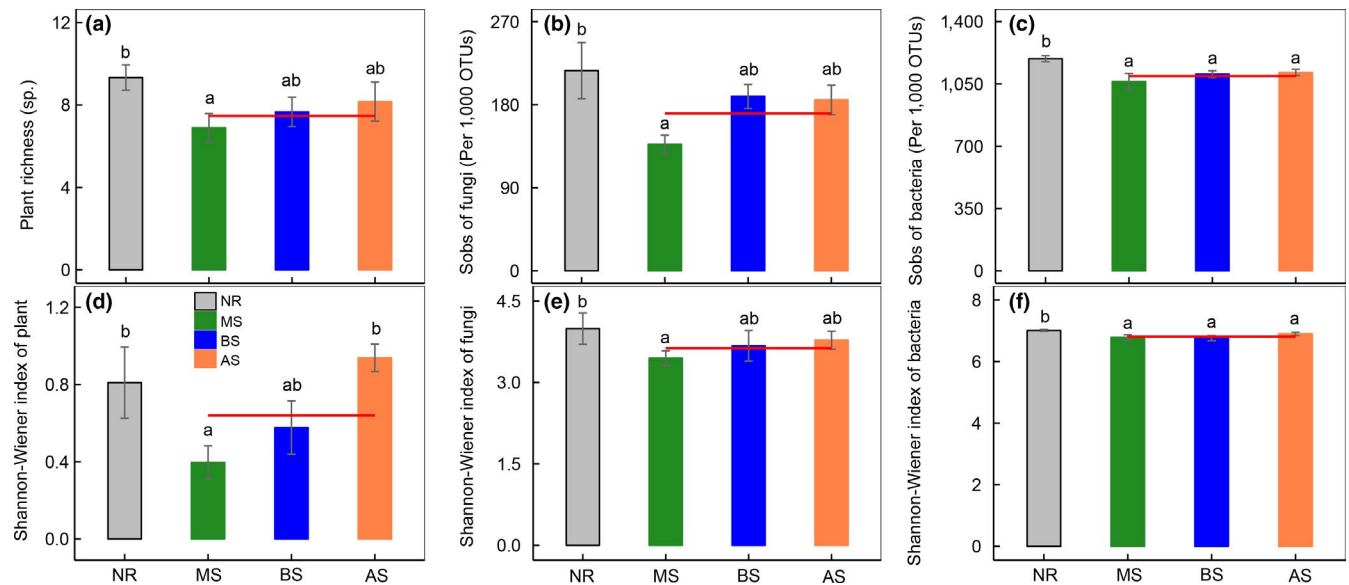 (a)
Plant richness (sp.)
12
8
4
0
b
a
ab
ab
(b)
Sobs of fungi (Per 1,000 OTUs)
270
180
90
0
b
a
ab
ab
(c)
Sobs of bacteria (Per 1,000 OTUs)
1,400
1,050
700
350
0
b
a
a
a
(d)
Shannon-Wiener index of plant
1.2
0.8
0.4
0.0
NR
MS
BS
AS
b
a
ab
b
NR MS BS AS
(e)
Shannon-Wiener index of fungi
4.5
3.0
1.5
0.0
b
a
ab
ab
NR MS BS AS
(f)
Shannon-Wiener index of bacteria
8
6
4
2
0
b
a
a
a
NR MS BS AS